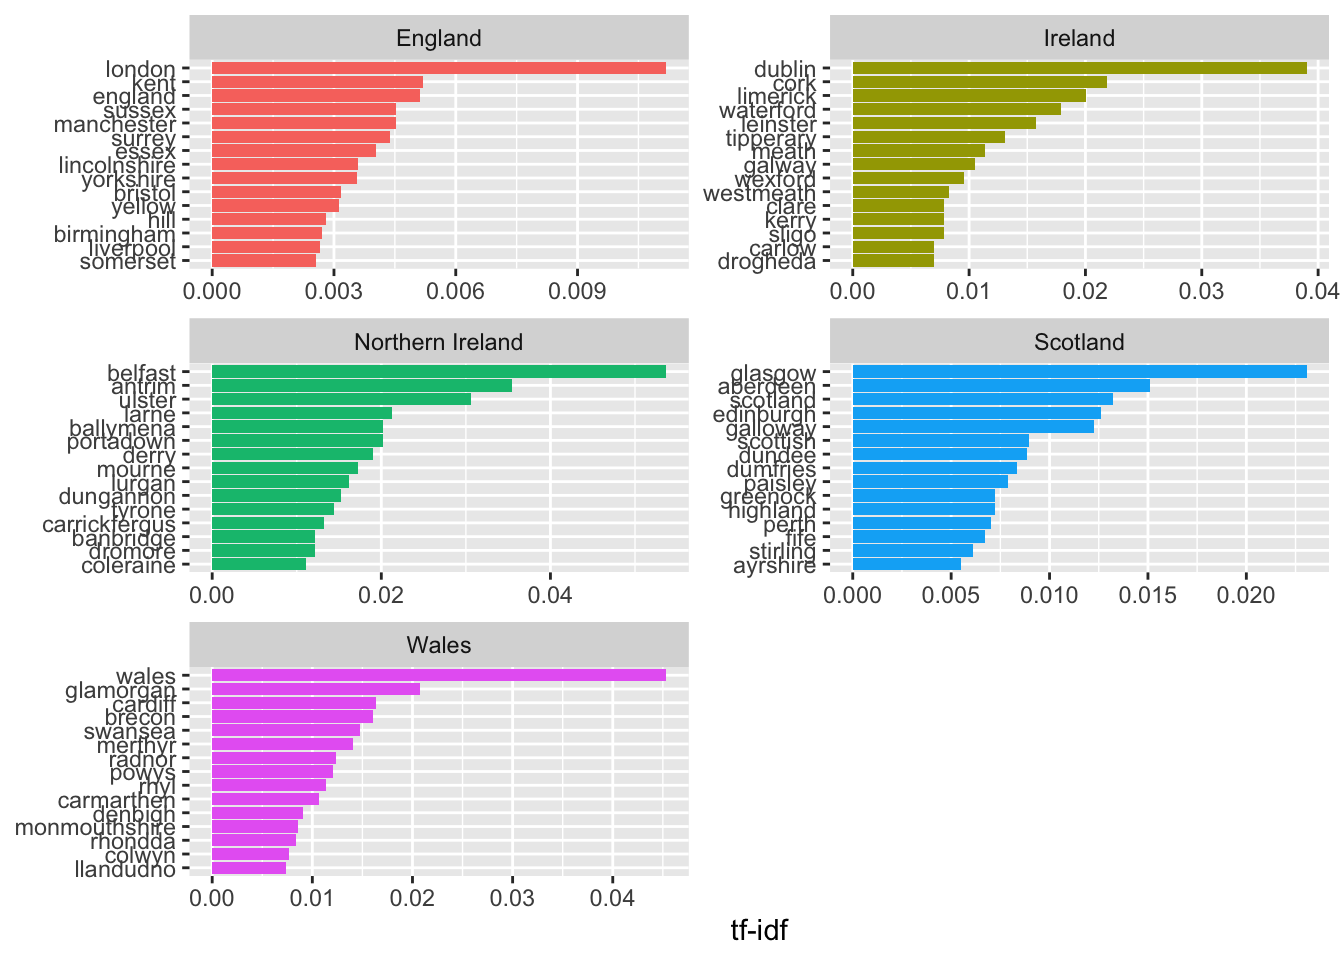 England
london
kent
england
sussex
manchester
surrey
essex
lincolnshire
yorkshire
bristol
yellow
hill
birmingham
liverpool
somerset
0.000 0.003 0.006 0.009
Ireland
dublin
cork
limerick
waterford
leinster
tipperary
meath
galway
wexford
westmeath
clare
kerry
sligo
carlow
drogheda
0.00 0.01 0.02 0.03 0.04
Northern Ireland
belfast
antrim
ulster
larne
ballymena
portadown
derry
mourne
lurgan
dungannon
tyrone
carrickfergus
banbridge
dromore
coleraine
0.00 0.02 0.04
Scotland
glasgow
aberdeen
scotland
edinburgh
galloway
scottish
dundee
dumfries
paisley
greenock
highland
perth
fife
stirling
ayrshire
0.000 0.005 0.010 0.015 0.020
Wales
wales
glamorgan
cardiff
brecon
swansea
merthyr
radnor
powys
rhyl
carmarthen
denbigh
monmouthshire
rhondda
colwyn
llandudno
0.00 0.01 0.02 0.03 0.04
tf-idf